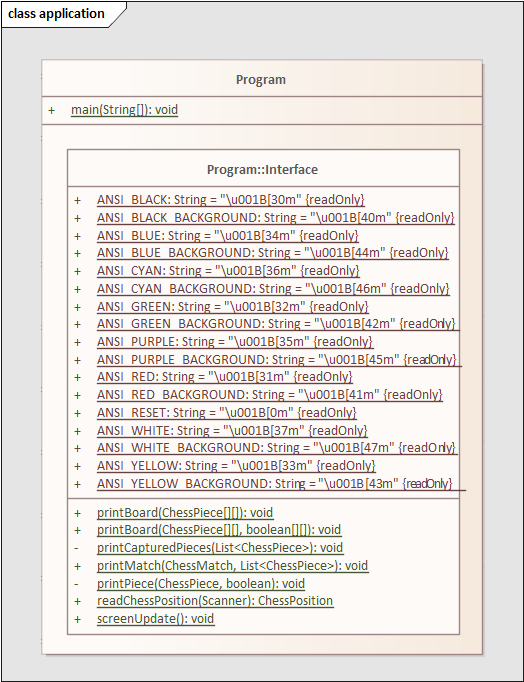 class application
Program
+ main(String[]): void
Program::Interface
+ ANSI_BLACK: String = "\u001B[30m" {readOnly}
+ ANSI_BLACK_BACKGROUND: String = "\u001B[40m" {readOnly}
+ ANSI_BLUE: String = "\u001B[34m" {readOnly}
+ ANSI_BLUE_BACKGROUND: String = "\u001B[44m" {readOnly}
+ ANSI_CYAN: String = "\u001B[36m" {readOnly}
+ ANSI_CYAN_BACKGROUND: String = "\u001B[46m" {readOnly}
+ ANSI_GREEN: String = "\u001B[32m" {readOnly}
+ ANSI_GREEN_BACKGROUND: String = "\u001B[42m" {readOnly}
+ ANSI_PURPLE: String = "\u001B[35m" {readOnly}
+ ANSI_PURPLE_BACKGROUND: String = "\u001B[45m" {readOnly}
+ ANSI_RED: String = "\u001B[31m" {readOnly}
+ ANSI_RED_BACKGROUND: String = "\u001B[41m" {readOnly}
+ ANSI_RESET: String = "\u001B[0m" {readOnly}
+ ANSI_WHITE: String = "\u001B[37m" {readOnly}
+ ANSI_WHITE_BACKGROUND: String = "\u001B[47m" {readOnly}
+ ANSI_YELLOW: String = "\u001B[33m" {readOnly}
+ ANSI_YELLOW_BACKGROUND: String = "\u001B[43m" {readOnly}
+ printBoard(ChessPiece[][]): void
+ printBoard(ChessPiece[][], boolean[][]): void
- printCapturedPieces(List<ChessPiece>): void
+ printMatch(ChessMatch, List<ChessPiece>): void
- printPiece(ChessPiece, boolean): void
+ readChessPosition(Scanner): ChessPosition
+ screenUpdate(): void